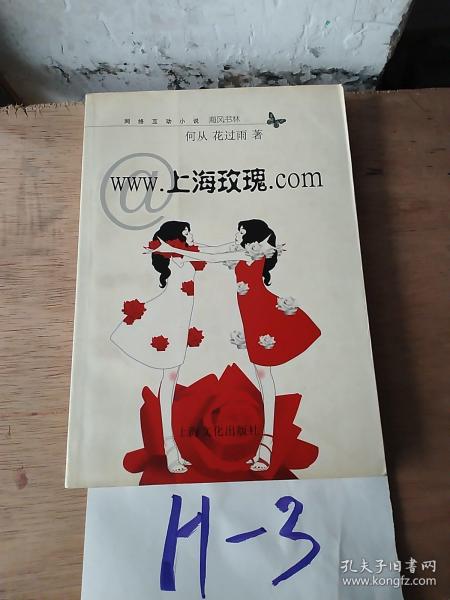 网络互动小说 海风书林
何从 花过雨 著
@
www.上海玫瑰.com
上海文化出版社
H-3
孔夫子旧书网
www.kongfz.com